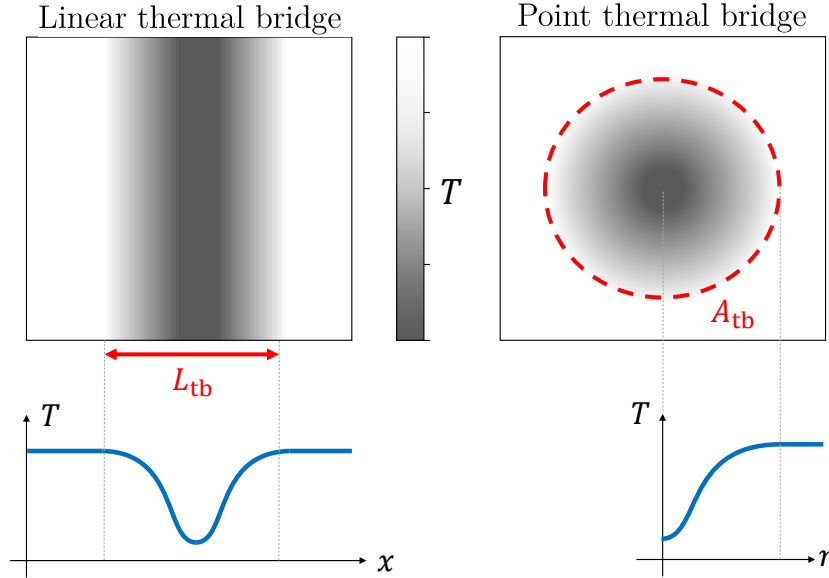 Linear thermal bridge
Point thermal bridge
T
L_tb
A_tb
T
x
T
r